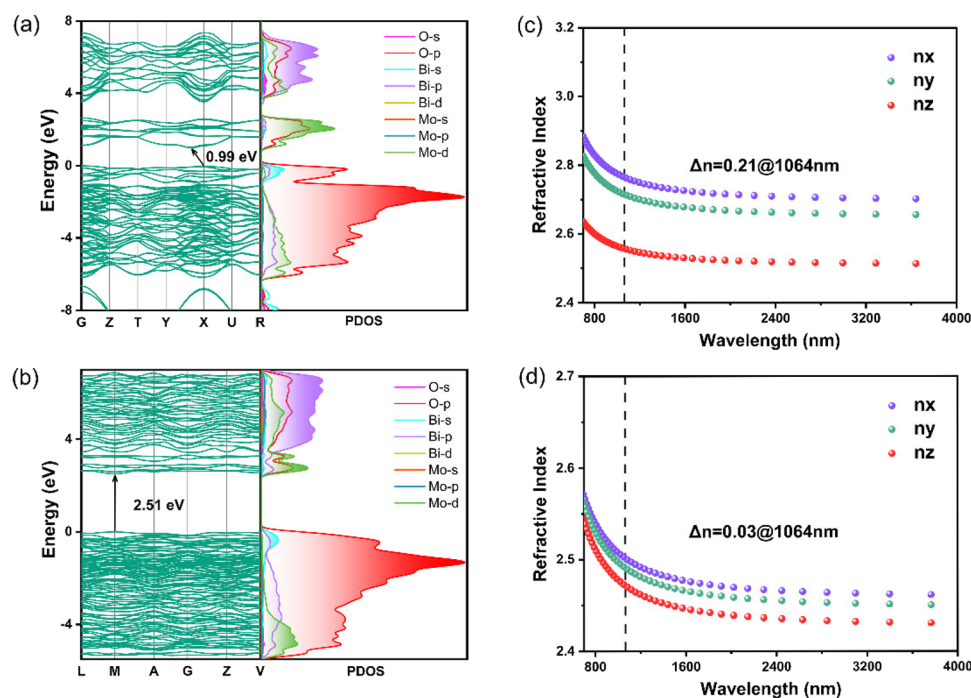 (a)
8
4
0
-4
-8
Energy (eV)
0.99 eV
G Z T Y X U R
PDOS
O-s
O-p
Bi-s
Bi-p
Bi-d
Mo-s
Mo-p
Mo-d
(c)
3.2
3.0
2.8
2.6
2.4
Refractive Index
nx
ny
nz
Δn=0.21@1064nm
800 1600 2400 3200 4000
Wavelength (nm)
(b)
4
0
-4
Energy (eV)
2.51 eV
L M A G Z V
PDOS
O-s
O-p
Bi-s
Bi-p
Bi-d
Mo-s
Mo-p
Mo-d
(d)
2.7
2.6
2.5
2.4
Refractive Index
nx
ny
nz
Δn=0.03@1064nm
800 1600 2400 3200 4000
Wavelength (nm)